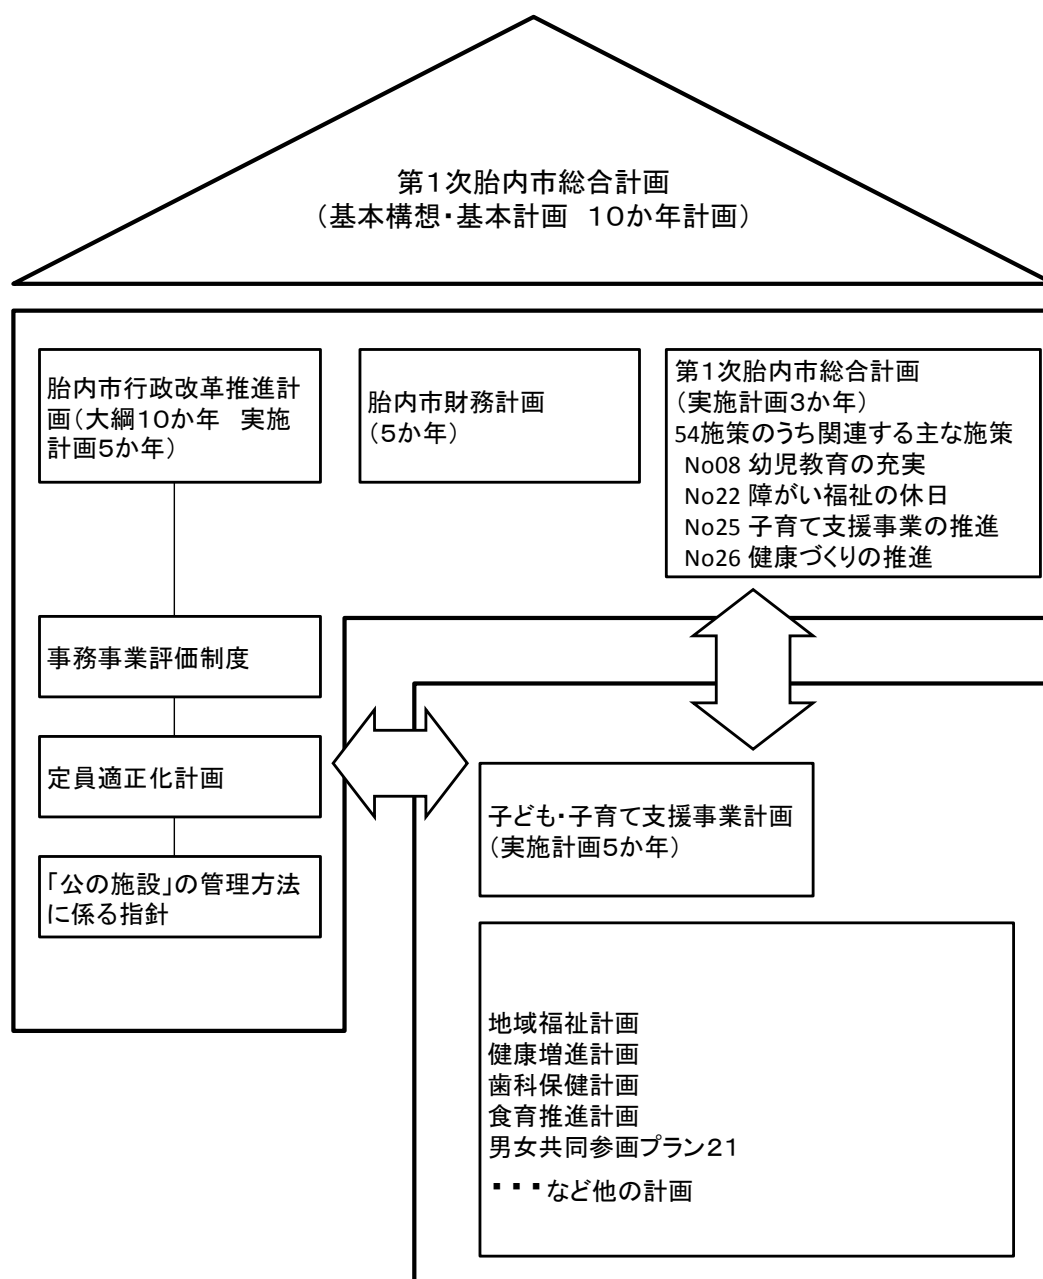 第1次胎内市総合計画
(基本構想・基本計画　10か年計画)
胎内市行政改革推進計
画(大綱10か年　実施
計画5か年)
胎内市財務計画
(5か年)
第1次胎内市総合計画
(実施計画3か年)
54施策のうち関連する主な施策
No08 幼児教育の充実
No22 障がい福祉の休日
No25 子育て支援事業の推進
No26 健康づくりの推進
事務事業評価制度
定員適正化計画
「公の施設」の管理方法
に係る指針
子ども・子育て支援事業計画
(実施計画5か年)
地域福祉計画
健康増進計画
歯科保健計画
食育推進計画
男女共同参画プラン21
・・・など他の計画